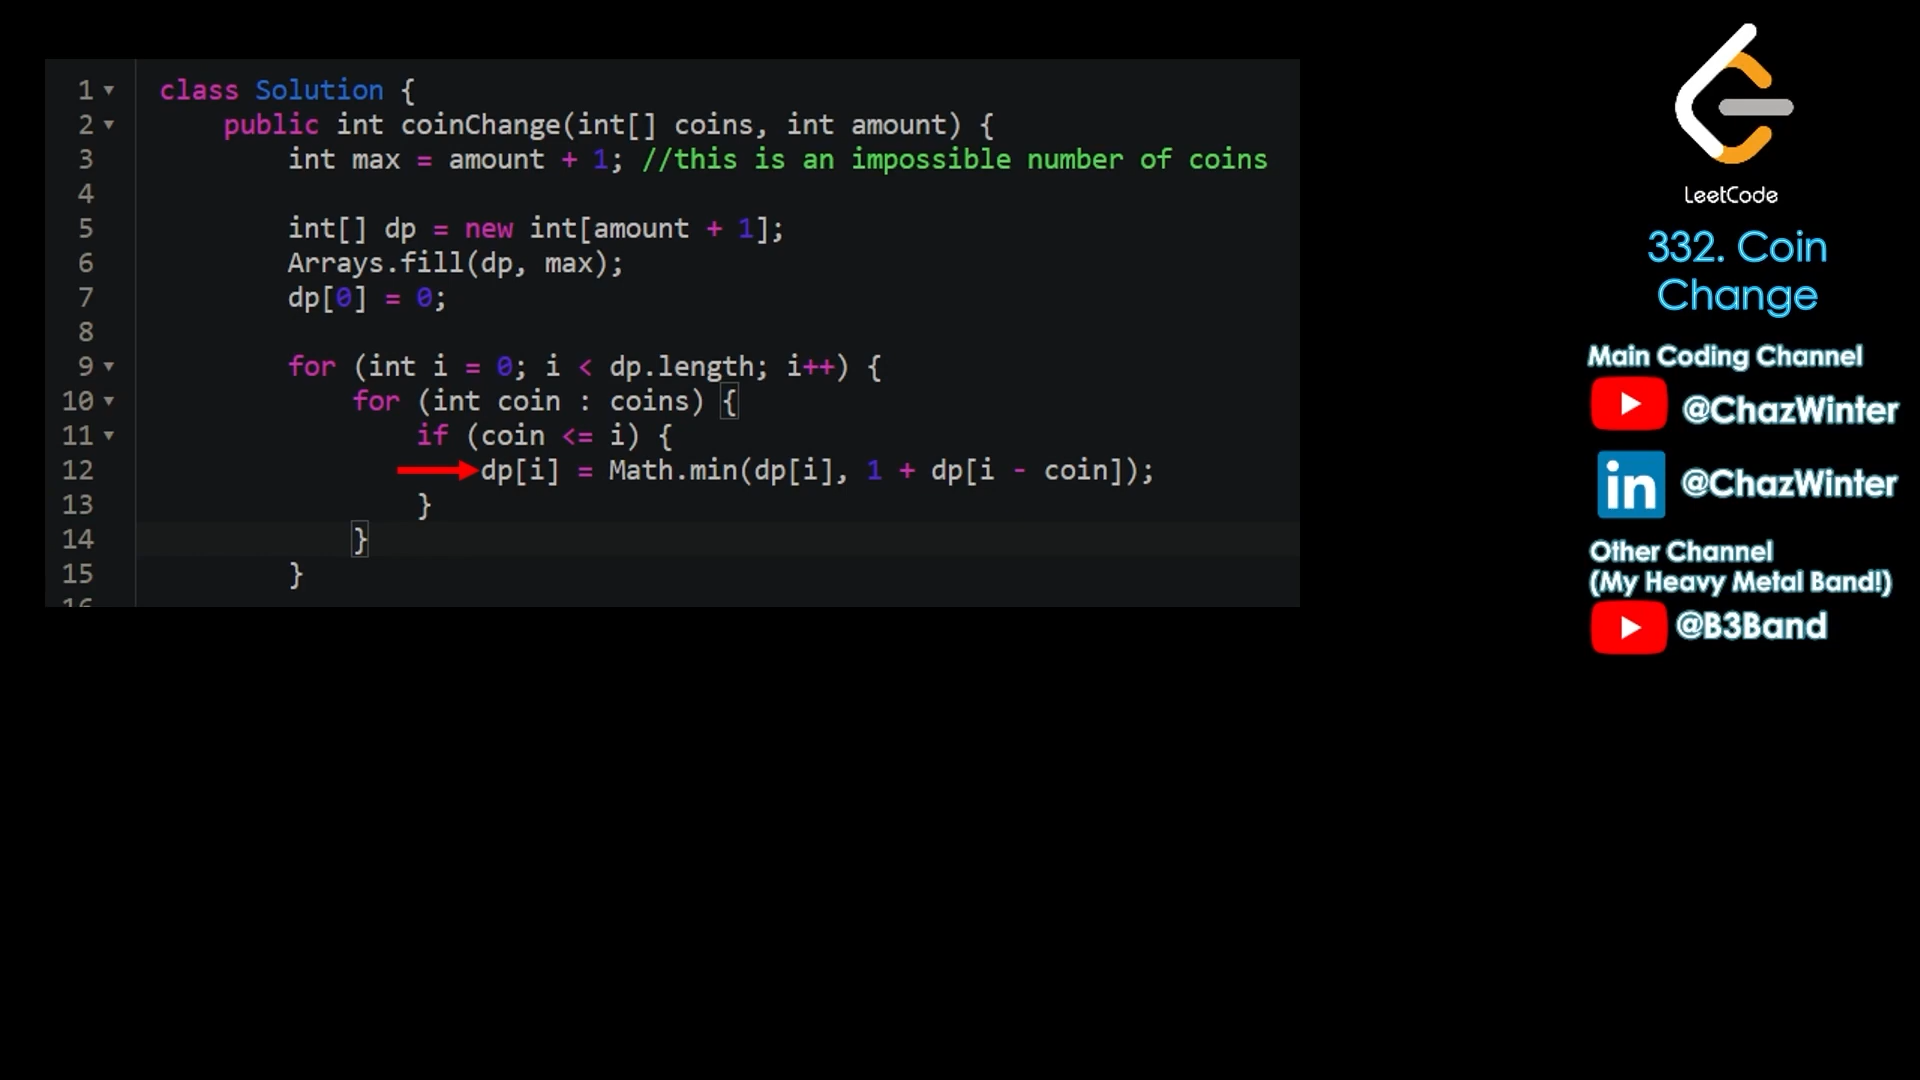 1 class Solution {
2 public int coinChange(int[] coins, int amount) {
3 int max = amount + 1; //this is an impossible number of coins
4
5 int[] dp = new int[amount + 1];
6 Arrays.fill(dp, max);
7 dp[0] = 0;
8
9 for (int i = 0; i < dp.length; i++) {
10 for (int coin : coins) {
11 if (coin <= i) {
12 dp[i] = Math.min(dp[i], 1 + dp[i - coin]);
13 }
14 }
15 }
LeetCode
332. Coin
Change
Main Coding Channel
@ChazWinter
in @ChazWinter
Other Channel
(My Heavy Metal Band!)
@B3Band